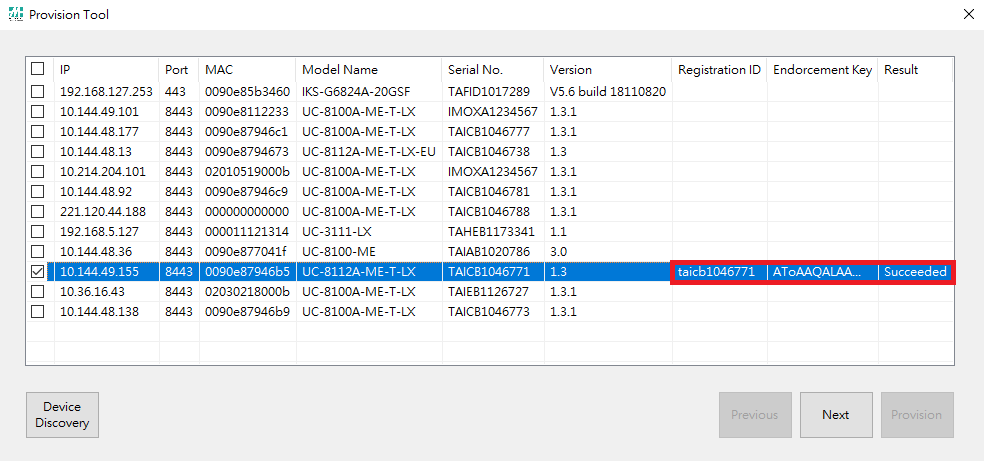 Provision Tool
IP Port MAC Model Name Serial No. Version Registration ID Endorsement Key Result
192.168.127.253 443 0090e85b3460 IKS-G6824A-20GSF TAFID1017289 V5.6 build 18110820
10.144.49.101 8443 0090e8112233 UC-8100A-ME-T-LX IMOXA1234567 1.3.1
10.144.48.177 8443 0090e87946c1 UC-8100A-ME-T-LX TAICB1046777 1.3.1
10.144.48.13 8443 0090e8794673 UC-8112A-ME-T-LX-EU TAICB1046738 1.3
10.214.204.101 8443 02010519000b UC-8100A-ME-T-LX IMOXA1234567 1.3.1
10.144.48.92 8443 0090e87946c9 UC-8100A-ME-T-LX TAICB1046781 1.3.1
221.120.44.188 8443 000000000000 UC-8100A-ME-T-LX TAICB1046788 1.3.1
192.168.5.127 8443 000011121314 UC-3111-LX TAHEB1173341 1.1
10.144.48.36 8443 0090e877041f UC-8100-ME TAIAB1020786 3.0
10.144.49.155 8443 0090e87946b5 UC-8112A-ME-T-LX TAICB1046771 1.3 taicb1046771 AToAAQALAA... Succeeded
10.36.16.43 8443 02030218000b UC-8100A-ME-T-LX TAIEB1126727 1.3.1
10.144.48.138 8443 0090e87946b9 UC-8100A-ME-T-LX TAICB1046773 1.3.1
Device
Discovery
Previous Next Provision